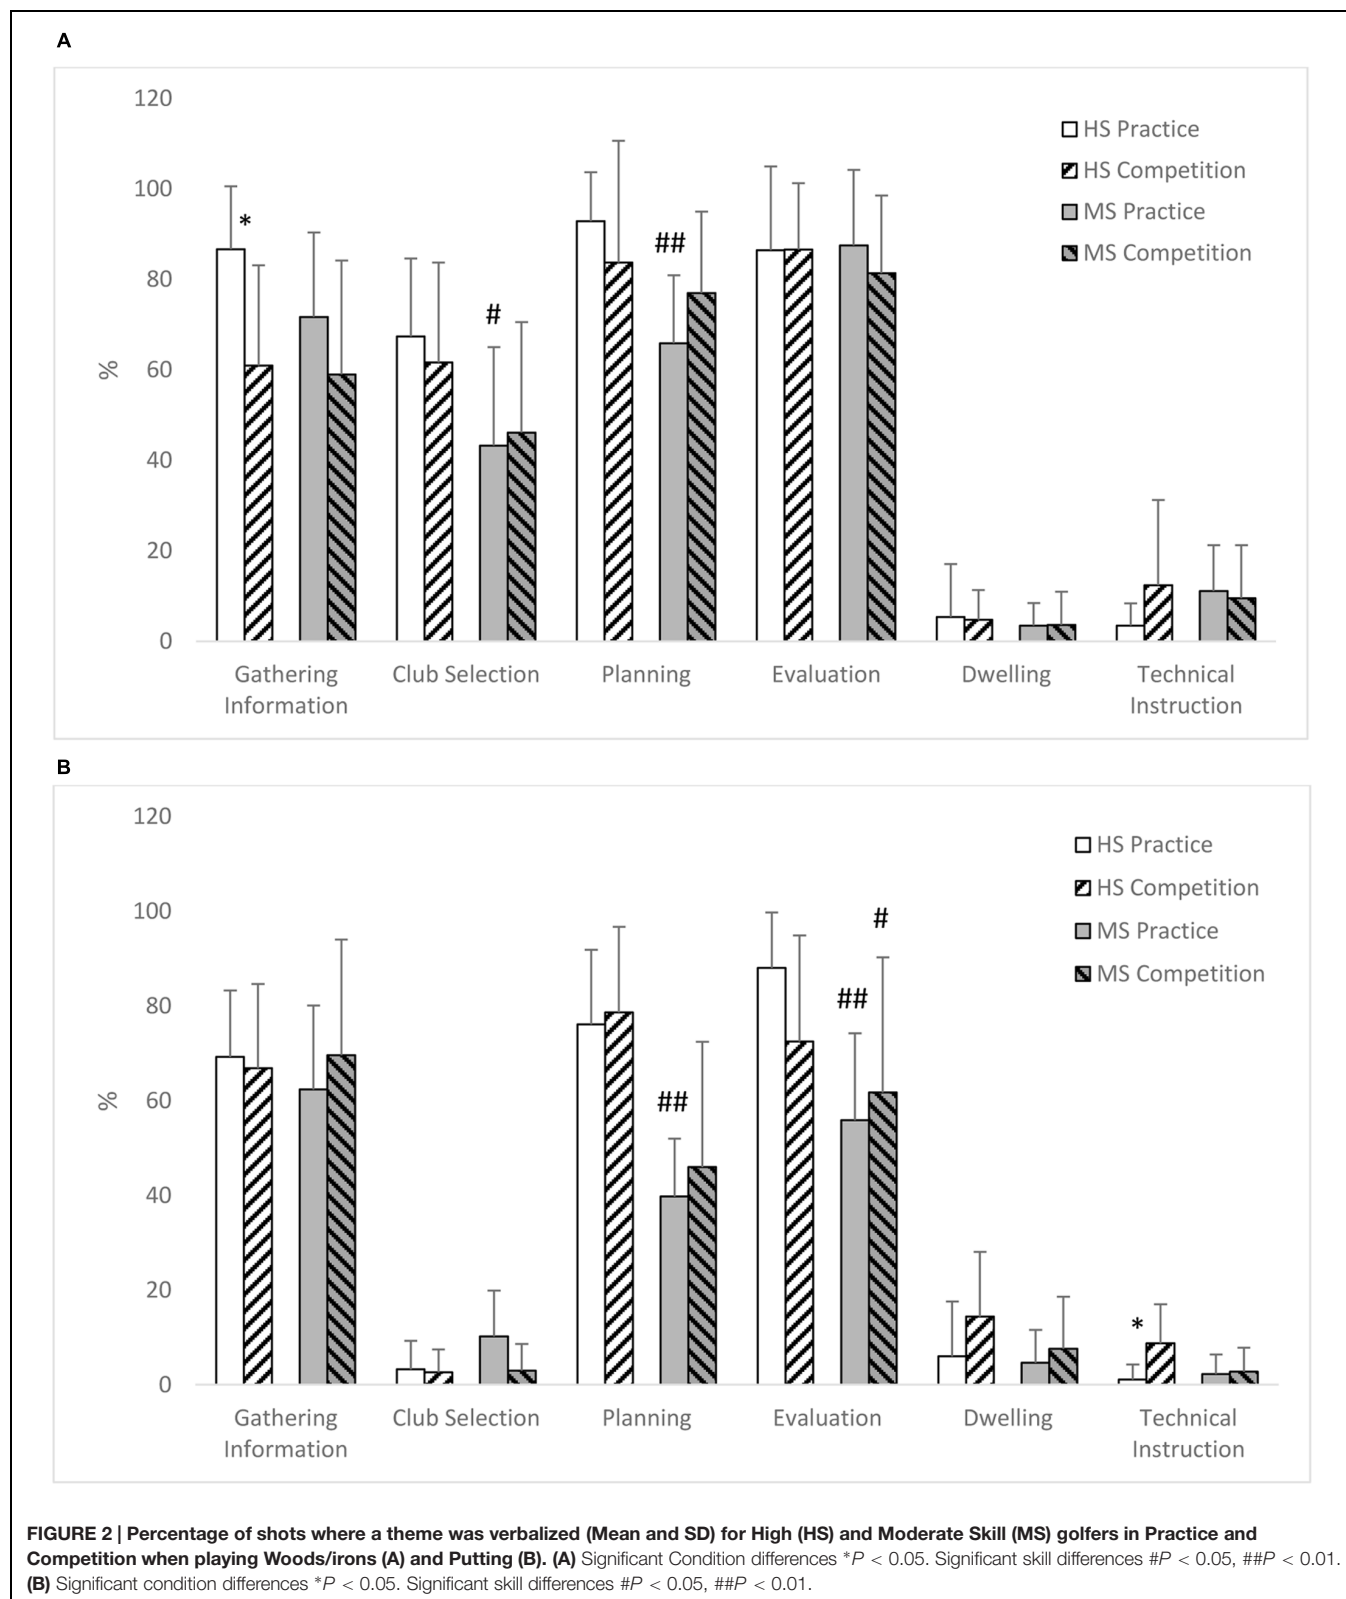 A
120
100
80
60
40
20
0
%
*
#
##
HS Practice
HS Competition
MS Practice
MS Competition
Gathering
Information
Club Selection
Planning
Evaluation
Dwelling
Technical
Instruction
B
120
100
80
60
40
20
0
%
##
##
#
*
HS Practice
HS Competition
MS Practice
MS Competition
Gathering
Information
Club Selection
Planning
Evaluation
Dwelling
Technical
Instruction
FIGURE 2 | Percentage of shots where a theme was verbalized (Mean and SD) for High (HS) and Moderate Skill (MS) golfers in Practice and
Competition when playing Woods/irons (A) and Putting (B). (A) Significant Condition differences *P < 0.05. Significant skill differences #P < 0.05, ##P < 0.01.
(B) Significant condition differences *P < 0.05. Significant skill differences #P < 0.05, ##P < 0.01.